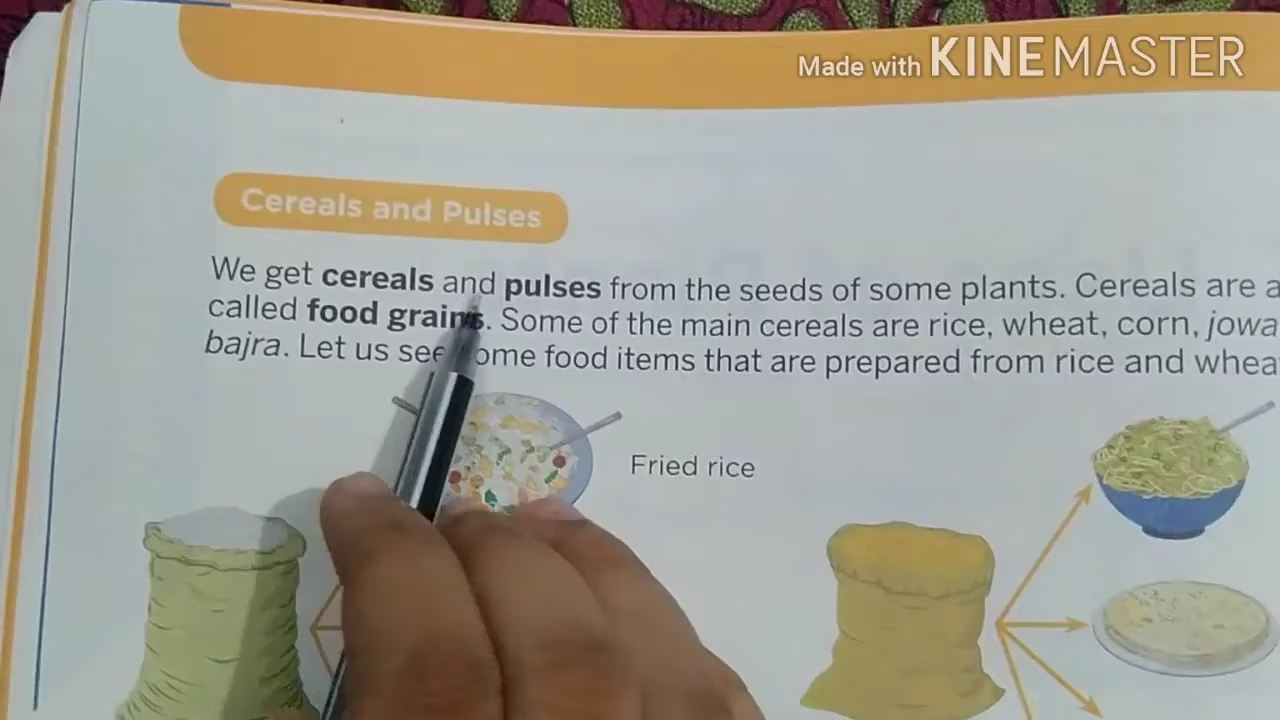 Made with KINEMASTER
Cereals and Pulses
We get cereals and pulses from the seeds of some plants. Cereals are
called food grains. Some of the main cereals are rice, wheat, corn,
bajra. Let us see some food items that are prepared from rice and
Fried rice